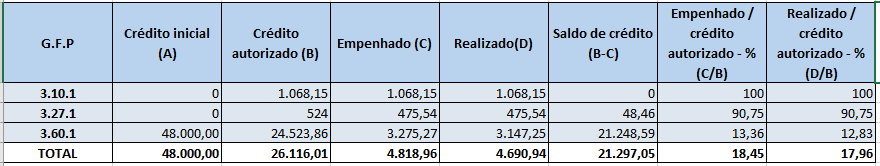 G.F.P | Crédito inicial (A) | Crédito autorizado (B) | Empenhado (C) | Realizado(D) | Saldo de crédito (B-C) | Empenhado / crédito autorizado - % (C/B) | Realizado / crédito autorizado - % (D/B)
3.10.1 | 0 | 1.068,15 | 1.068,15 | 1.068,15 | 0 | 100 | 100
3.27.1 | 0 | 524 | 475,54 | 475,54 | 48,46 | 90,75 | 90,75
3.60.1 | 48.000,00 | 24.523,86 | 3.275,27 | 3.147,25 | 21.248,59 | 13,36 | 12,83
TOTAL | 48.000,00 | 26.116,01 | 4.818,96 | 4.690,94 | 21.297,05 | 18,45 | 17,96